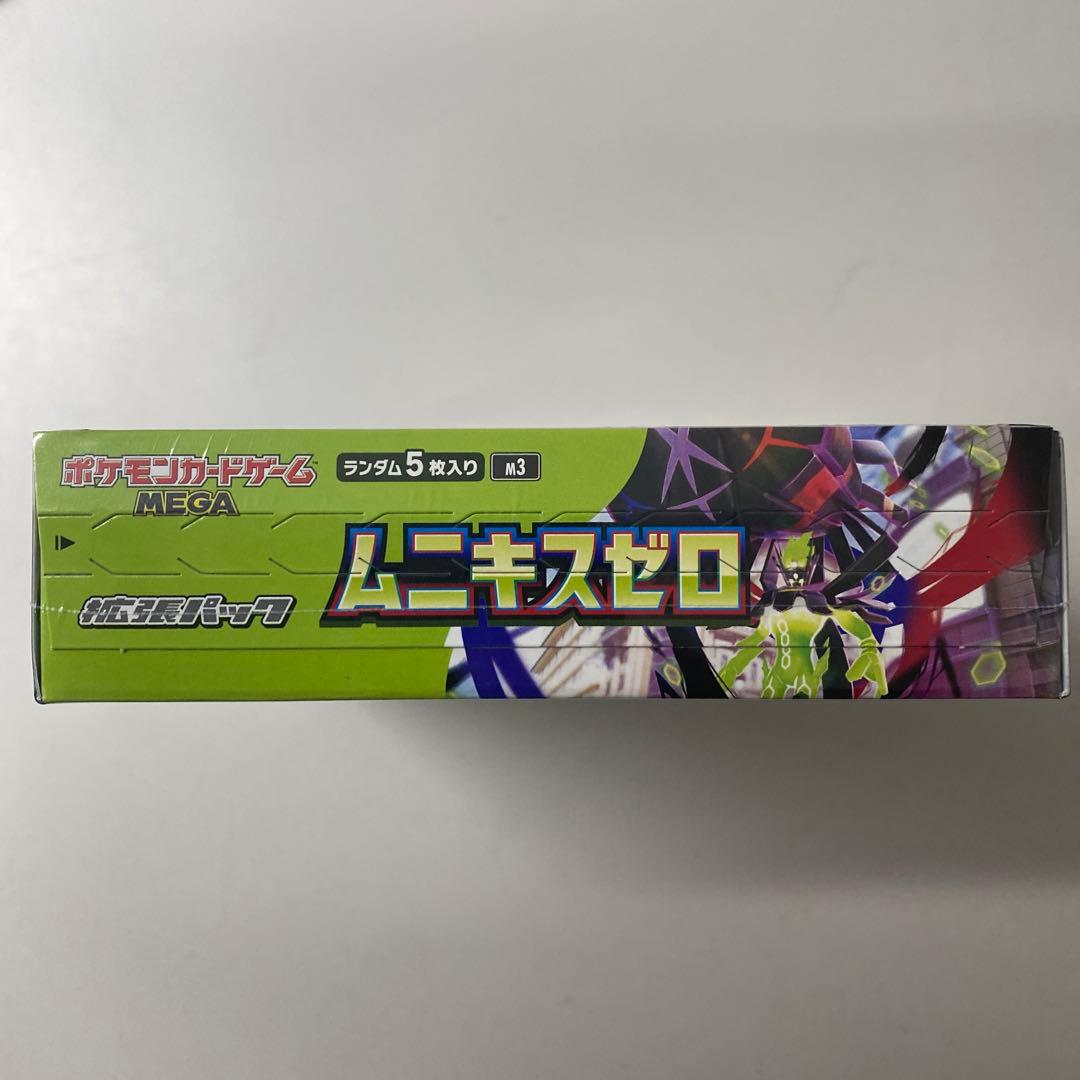 ポケモンカードゲーム
MEGA
ランダム5枚入り
M3
ムニキスゼロ
拡張パック